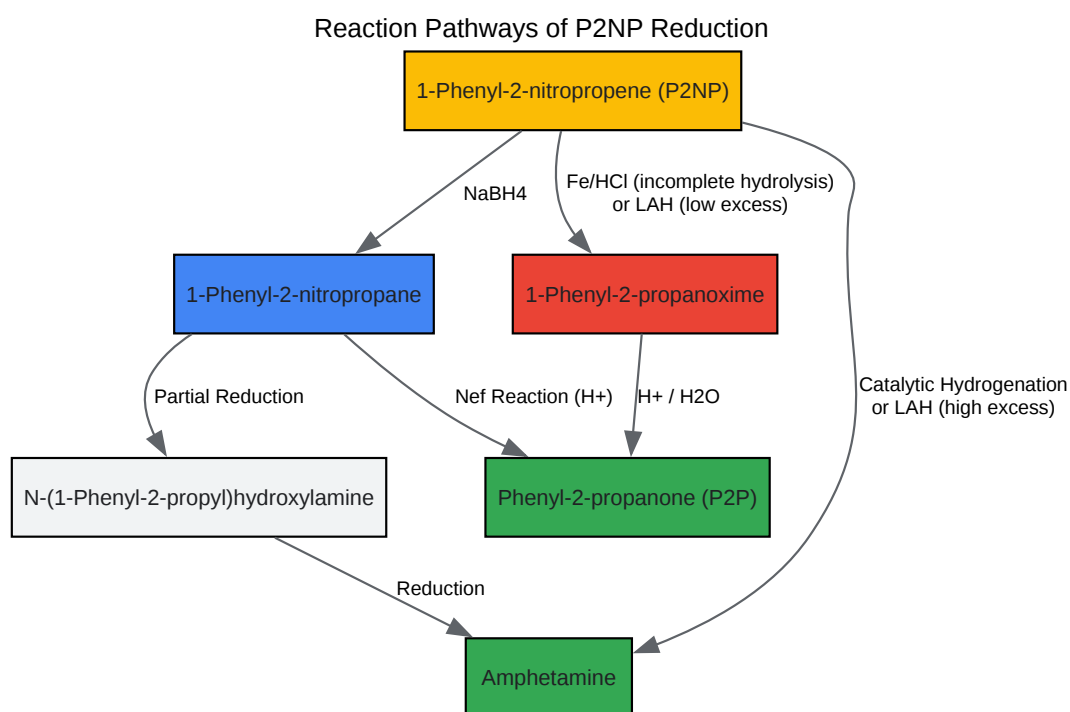 Reaction Pathways of P2NP Reduction
1-Phenyl-2-nitropropene (P2NP)
NaBH4
Fe/HCl (incomplete hydrolysis)
or LAH (low excess)
1-Phenyl-2-nitropropane
1-Phenyl-2-propanoxime
Partial Reduction
Nef Reaction (H+)
H+ / H2O
Catalytic Hydrogenation
or LAH (high excess)
N-(1-Phenyl-2-propyl)hydroxylamine
Phenyl-2-propanone (P2P)
Reduction
Amphetamine